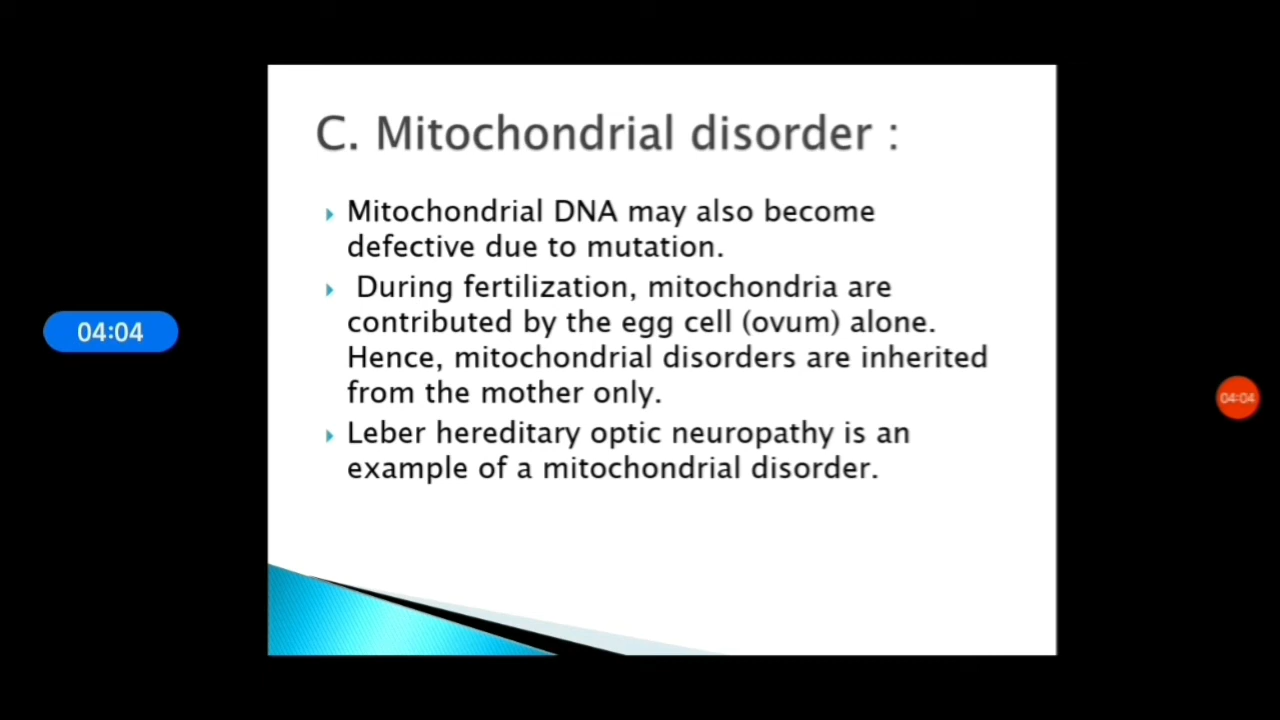 C. Mitochondrial disorder :
Mitochondrial DNA may also become
defective due to mutation.
During fertilization, mitochondria are
contributed by the egg cell (ovum) alone.
Hence, mitochondrial disorders are inherited
from the mother only.
Leber hereditary optic neuropathy is an
example of a mitochondrial disorder.
04:04
04:04